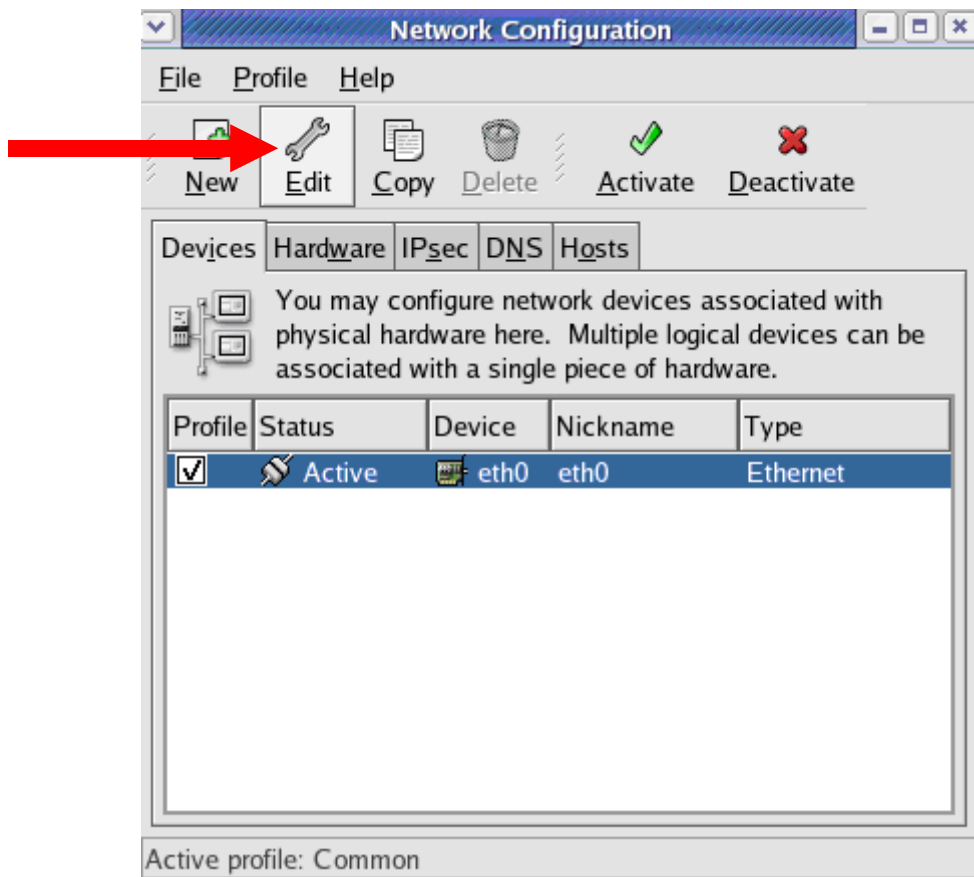 Network Configuration
File Profile Help
New Edit Copy Delete Activate Deactivate
Devices Hardware IPsec DNS Hosts
You may configure network devices associated with
physical hardware here. Multiple logical devices can be
associated with a single piece of hardware.
Profile Status Device Nickname Type
Active eth0 eth0 Ethernet
Active profile: Common